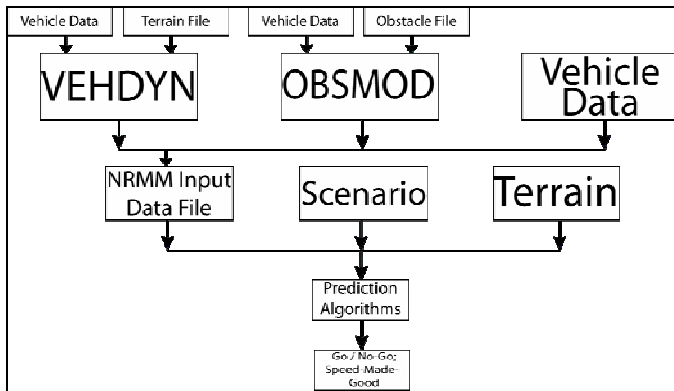 Vehicle Data
Terrain File
Vehicle Data
Obstacle File
VEHDYN
OBSMOD
Vehicle
Data
NRMM Input
Data File
Scenario
Terrain
Prediction
Algorithms
Go / No-Go;
Speed-Made-
Good